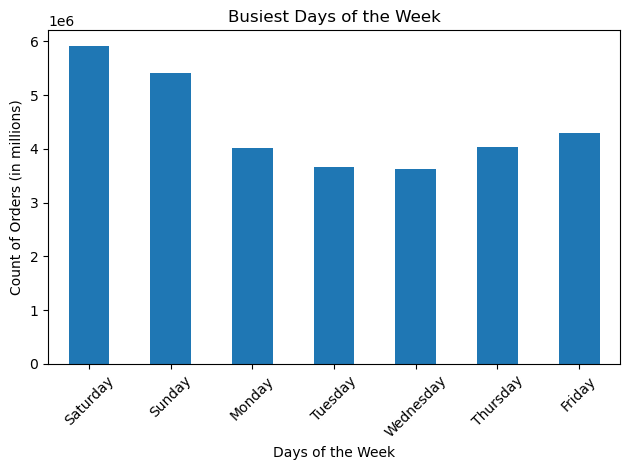 Busiest Days of the Week
1e6
Count of Orders (in millions)
6
5
4
3
2
1
0
Saturday
Sunday
Monday
Tuesday
Wednesday
Thursday
Friday
Days of the Week